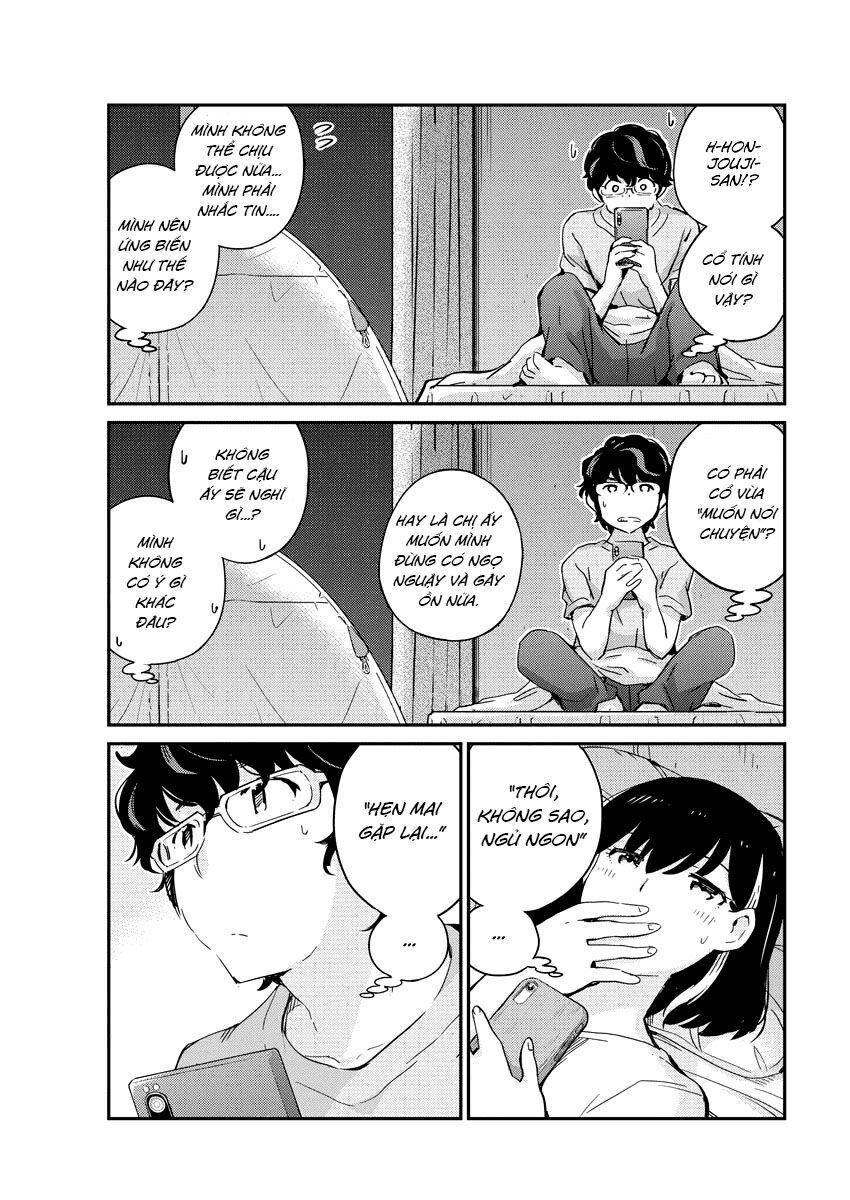 H-HON-
JOUJI-
SAN!?
CỔ TÍNH
NÓI GÌ
VẬY?
MÌNH KHÔNG
THỂ CHỊU
ĐƯỢC NỮA...
MÌNH PHẢI
NHẮC TIN....
MÌNH NÊN
ỨNG BIẾN
NHƯ THẾ
NÀO ĐÂY?
CÓ PHẢI
CỔ VỪA
"MUỐN NÓI
CHUYỆN"?
HAY LÀ CHỊ ẤY
MUỐN MÌNH
ĐỪNG CÓ NGỌ
NGUẬY VÀ GÂY
ỒN NỮA.
KHÔNG
BIẾT CẬU
ẤY SẼ NGHĨ
GÌ...?
MÌNH
KHÔNG
CÓ Ý GÌ
KHÁC
ĐÂU?
"THÔI,
KHÔNG SAO,
NGỦ NGON"
...
"HẸN MAI
GẶP LẠI..."
...